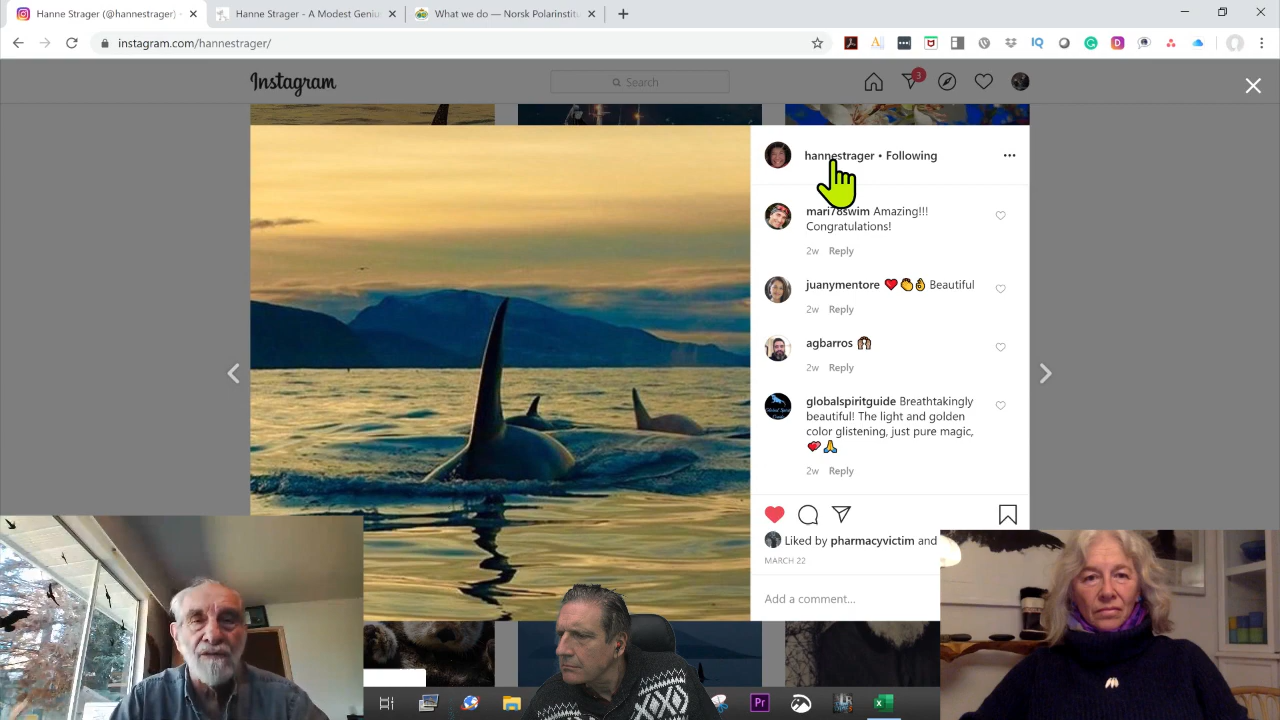 Hanne Strager (@hannestrager) •
Hanne Strager - A Modest Geniu
What we do — Norsk Polarinstitu
instagram.com/hannestrager/
Instagram
Search
3
hannestrager • Following
mari78swim Amazing!!!
Congratulations!
2w Reply
juanymentore ❤️👏👌 Beautiful
2w Reply
agbarros 🙌
2w Reply
globalspiritguide Breathtakingly
beautiful! The light and golden
color glistening, just pure magic,
💖🙏
2w Reply
Liked by pharmacyvictim and
MARCH 22
Add a comment...
Pr